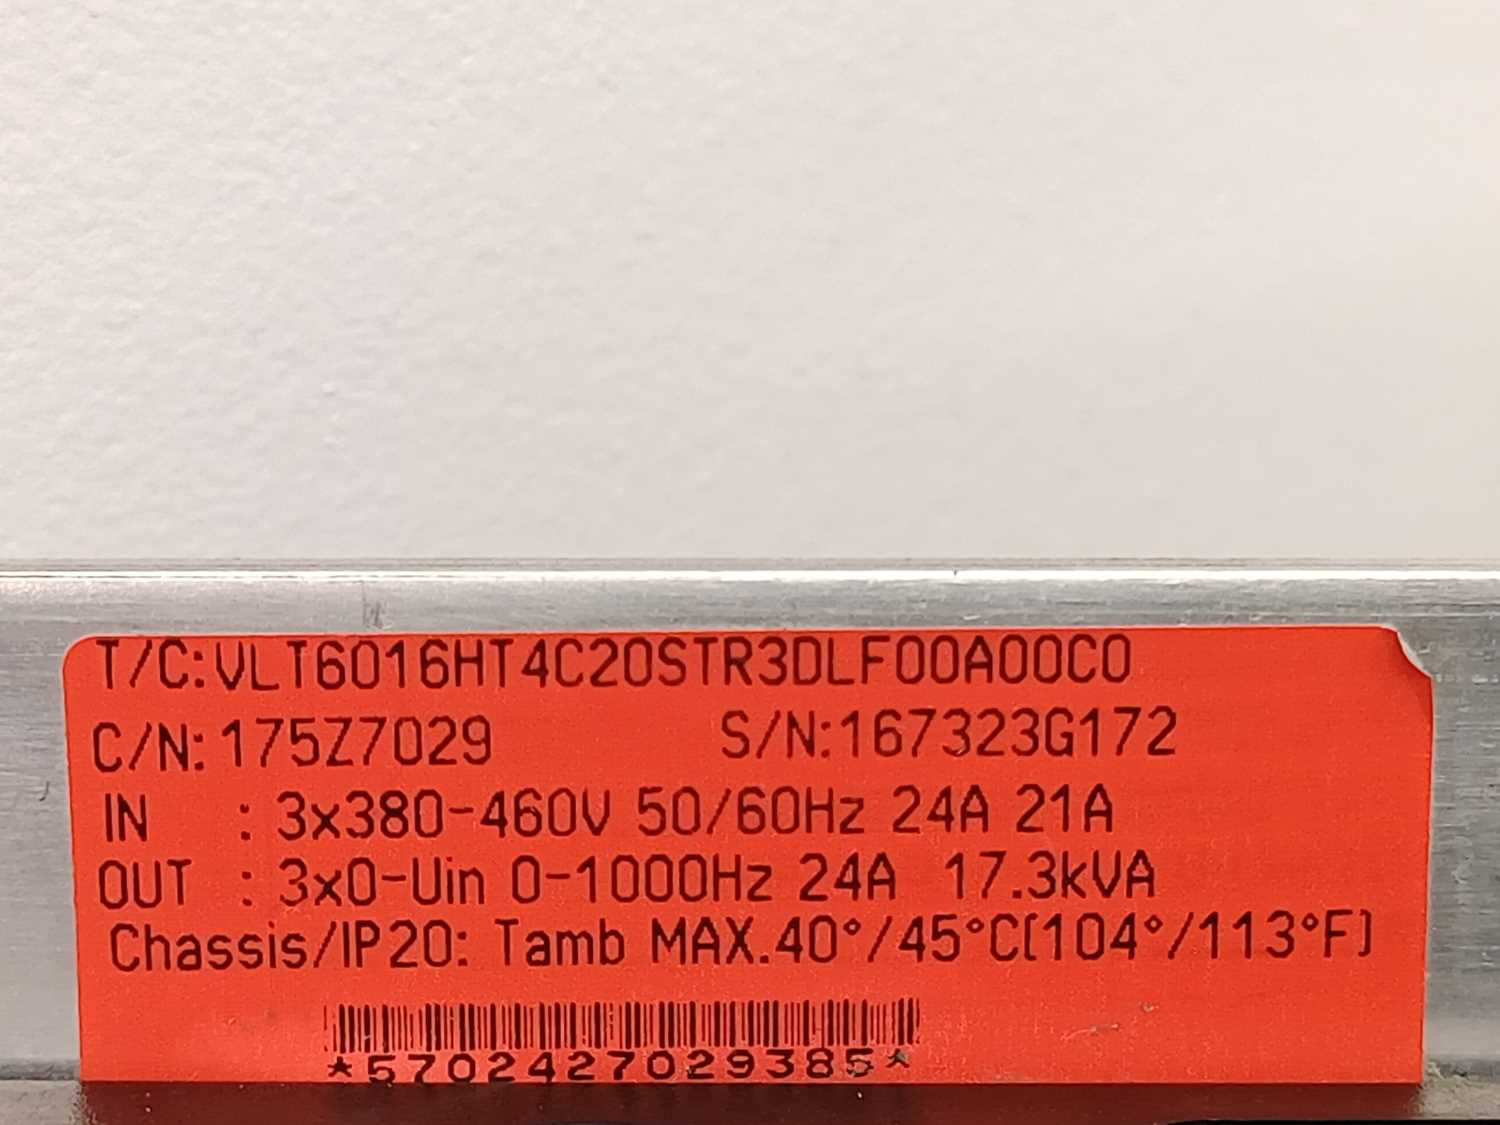 T/C:VLT6016HT4C20STR3DLF00A00C0
C/N: 175Z7029 S/N:167323G172
IN : 3x380-460V 50/60Hz 24A 21A
OUT : 3x0-Uin 0-1000Hz 24A 17.3kVA
Chassis/IP20: Tamb MAX.40°/45°C(104°/113°F)
*5702427029385*